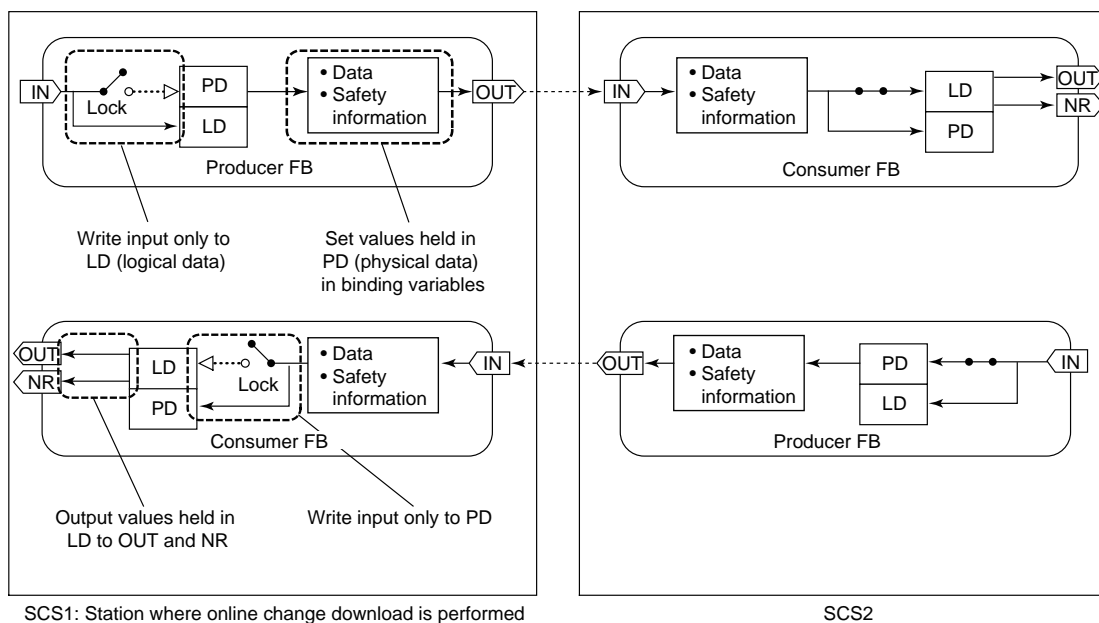 IN
Lock
PD
LD
• Data
• Safety
information
OUT
Producer FB
Write input only to
LD (logical data)
Set values held in
PD (physical data)
in binding variables
IN
• Data
• Safety
information
LD
PD
OUT
NR
Consumer FB
OUT
NR
LD
PD
Lock
• Data
• Safety
information
IN
Consumer FB
Output values held in
LD to OUT and NR
Write input only to PD
OUT
• Data
• Safety
information
PD
LD
IN
Producer FB
SCS1: Station where online change download is performed
SCS2